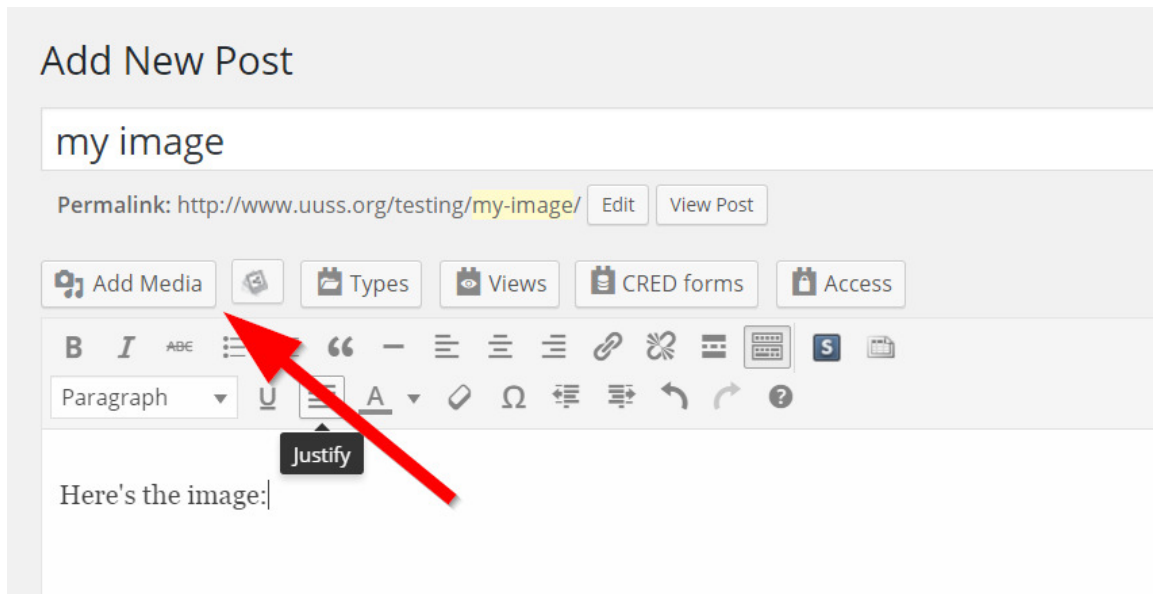 Add New Post
my image
Permalink: http://www.uuss.org/testing/my-image/ Edit View Post
Add Media Types Views CRED forms Access
B I ABC S
Paragraph U A Ω ?
Justify
Here's the image: